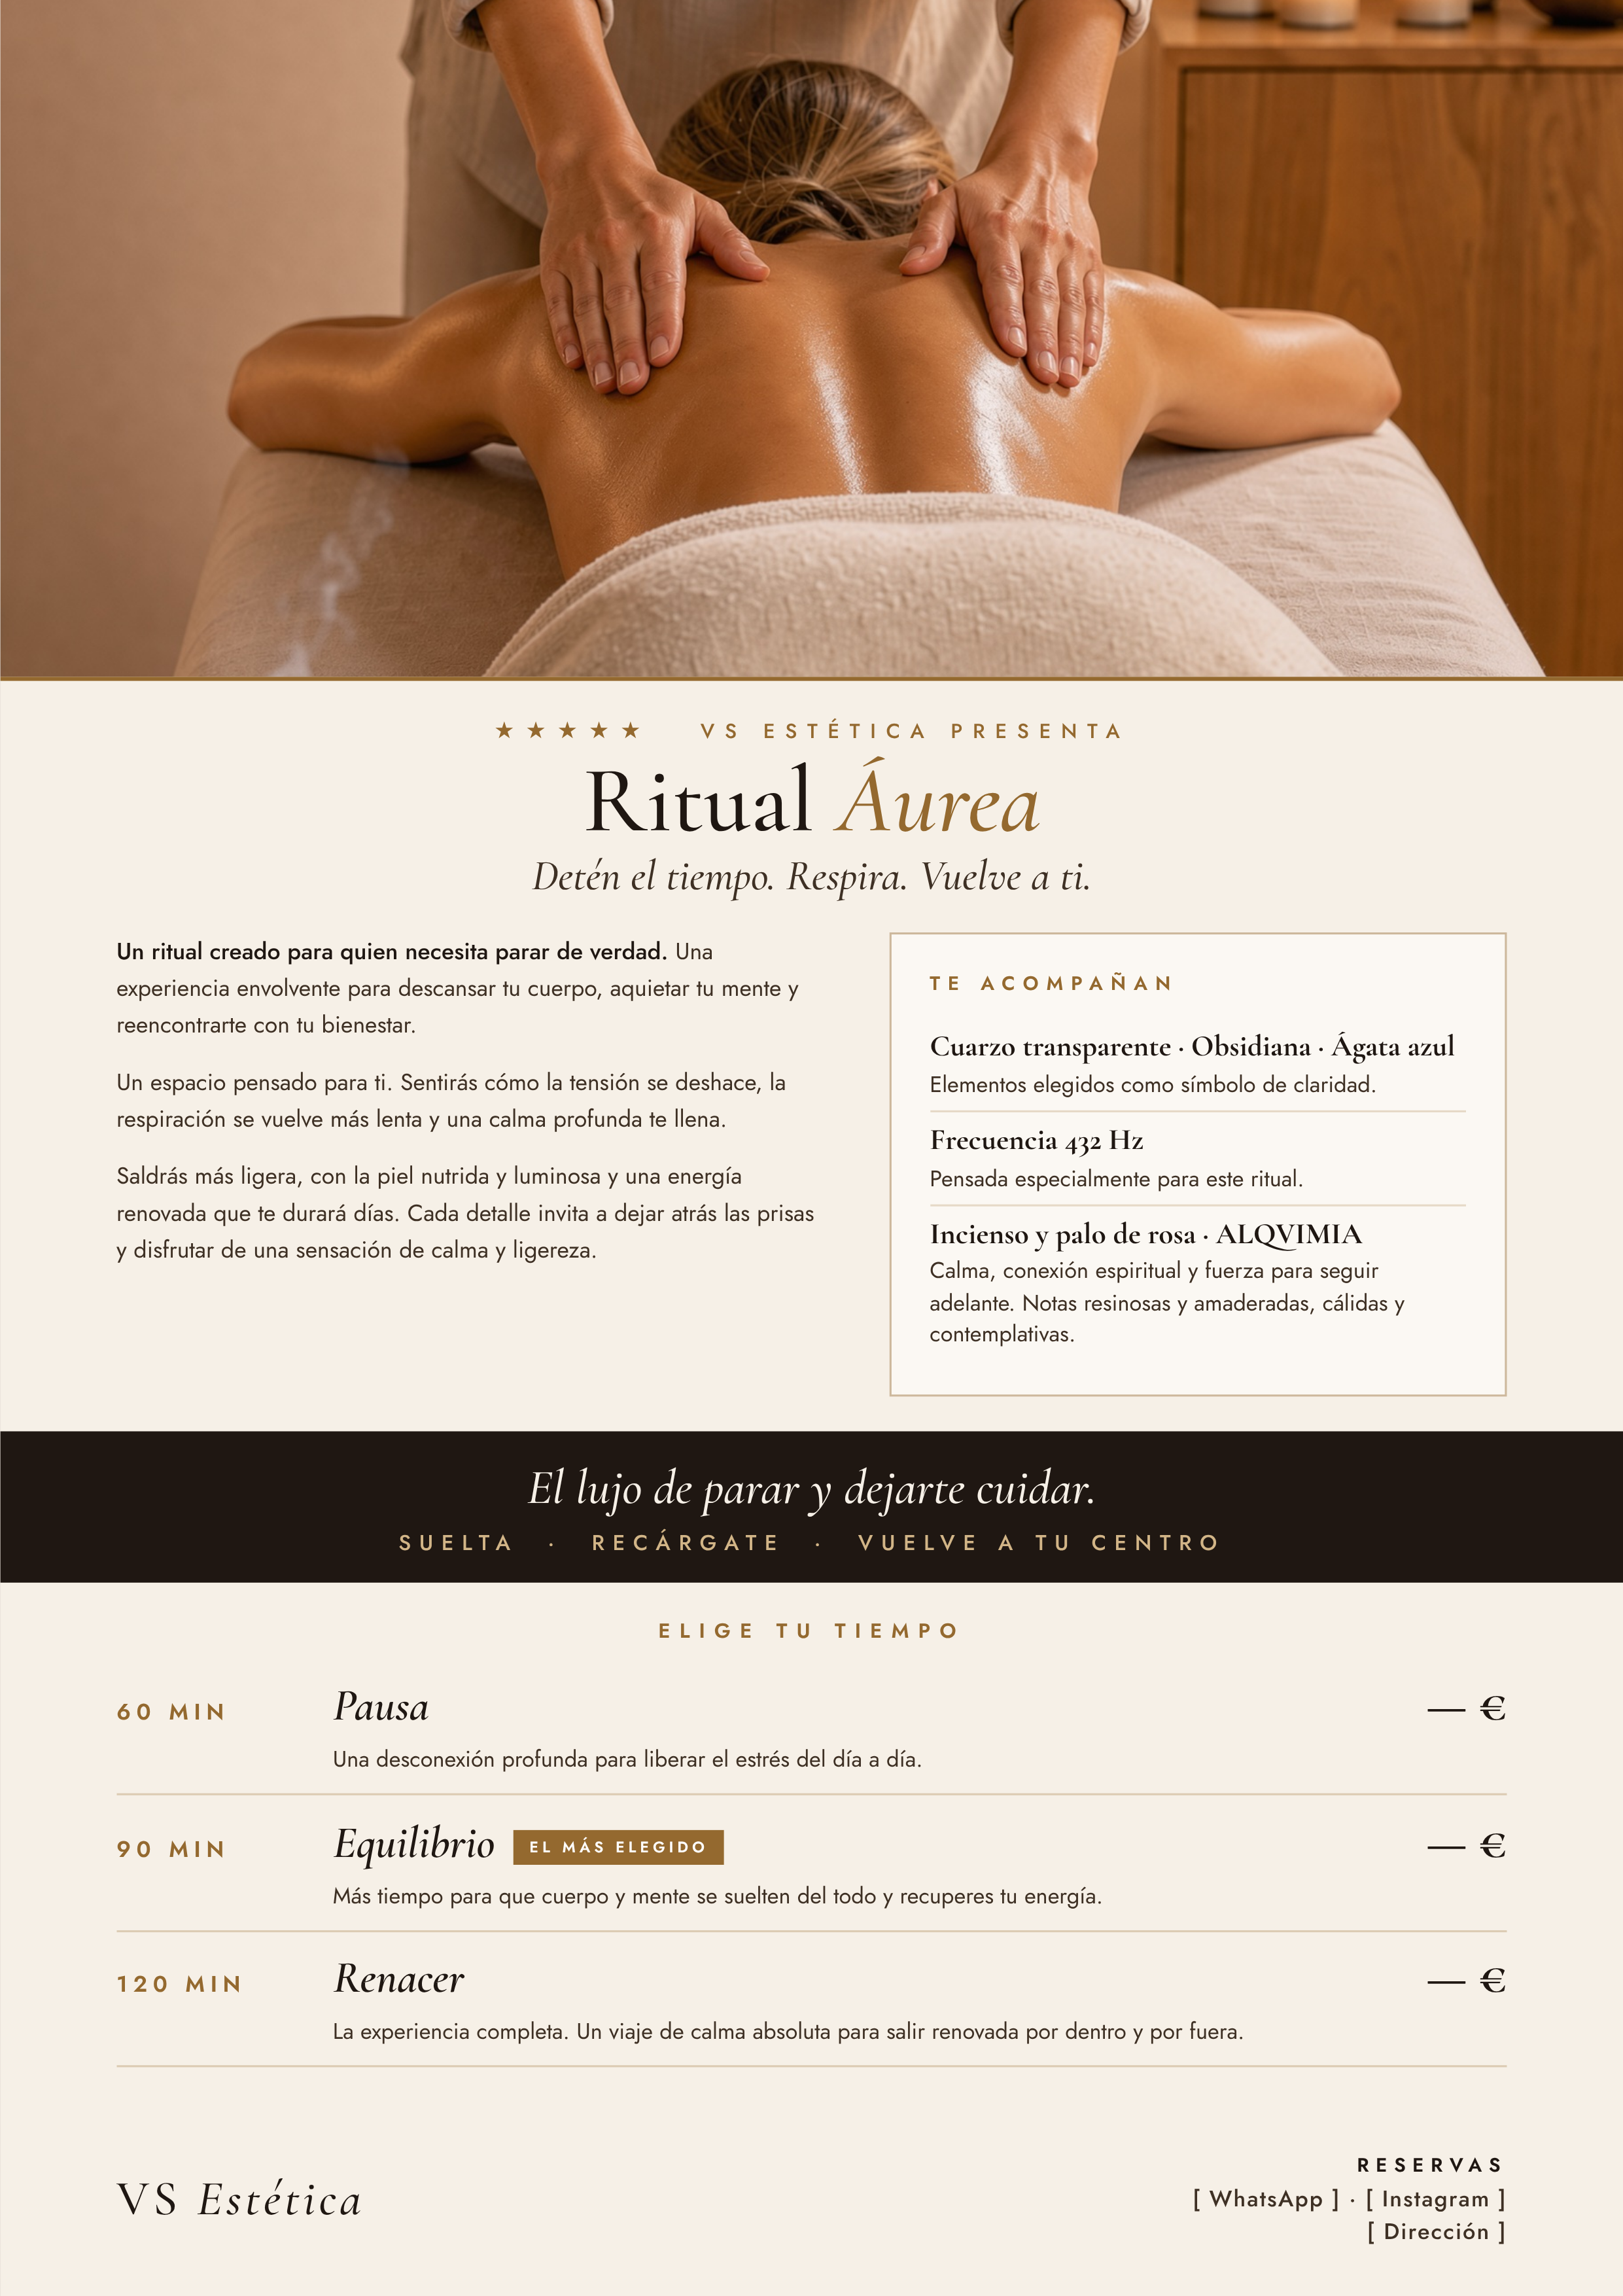 ★★★★★ VS ESTÉTICA PRESENTA
Ritual Áurea
Detén el tiempo. Respira. Vuelve a ti.
Un ritual creado para quien necesita parar de verdad. Una
experiencia envolvente para descansar tu cuerpo, aquietar tu mente y
reencontrarte con tu bienestar.
Un espacio pensado para ti. Sentirás cómo la tensión se deshace, la
respiración se vuelve más lenta y una calma profunda te llena.
Saldrás más ligera, con la piel nutrida y luminosa y una energía
renovada que te durará días. Cada detalle invita a dejar atrás las prisas
y disfrutar de una sensación de calma y ligereza.
TE ACOMPAÑAN
Cuarzo transparente · Obsidiana · Ágata azul
Elementos elegidos como símbolo de claridad.
Frecuencia 432 Hz
Pensada especialmente para este ritual.
Incienso y palo de rosa · ALQVIMIA
Calma, conexión espiritual y fuerza para seguir
adelante. Notas resinosas y amaderadas, cálidas y
contemplativas.
El lujo de parar y dejarte cuidar.
SUELTA · RECÁRGATE · VUELVE A TU CENTRO
ELIGE TU TIEMPO
60 MIN Pausa — €
Una desconexión profunda para liberar el estrés del día a día.
90 MIN Equilibrio EL MÁS ELEGIDO — €
Más tiempo para que cuerpo y mente se suelten del todo y recuperes tu energía.
120 MIN Renacer — €
La experiencia completa. Un viaje de calma absoluta para salir renovada por dentro y por fuera.
VS Estética
RESERVAS
[ WhatsApp ] · [ Instagram ]
[ Dirección ]